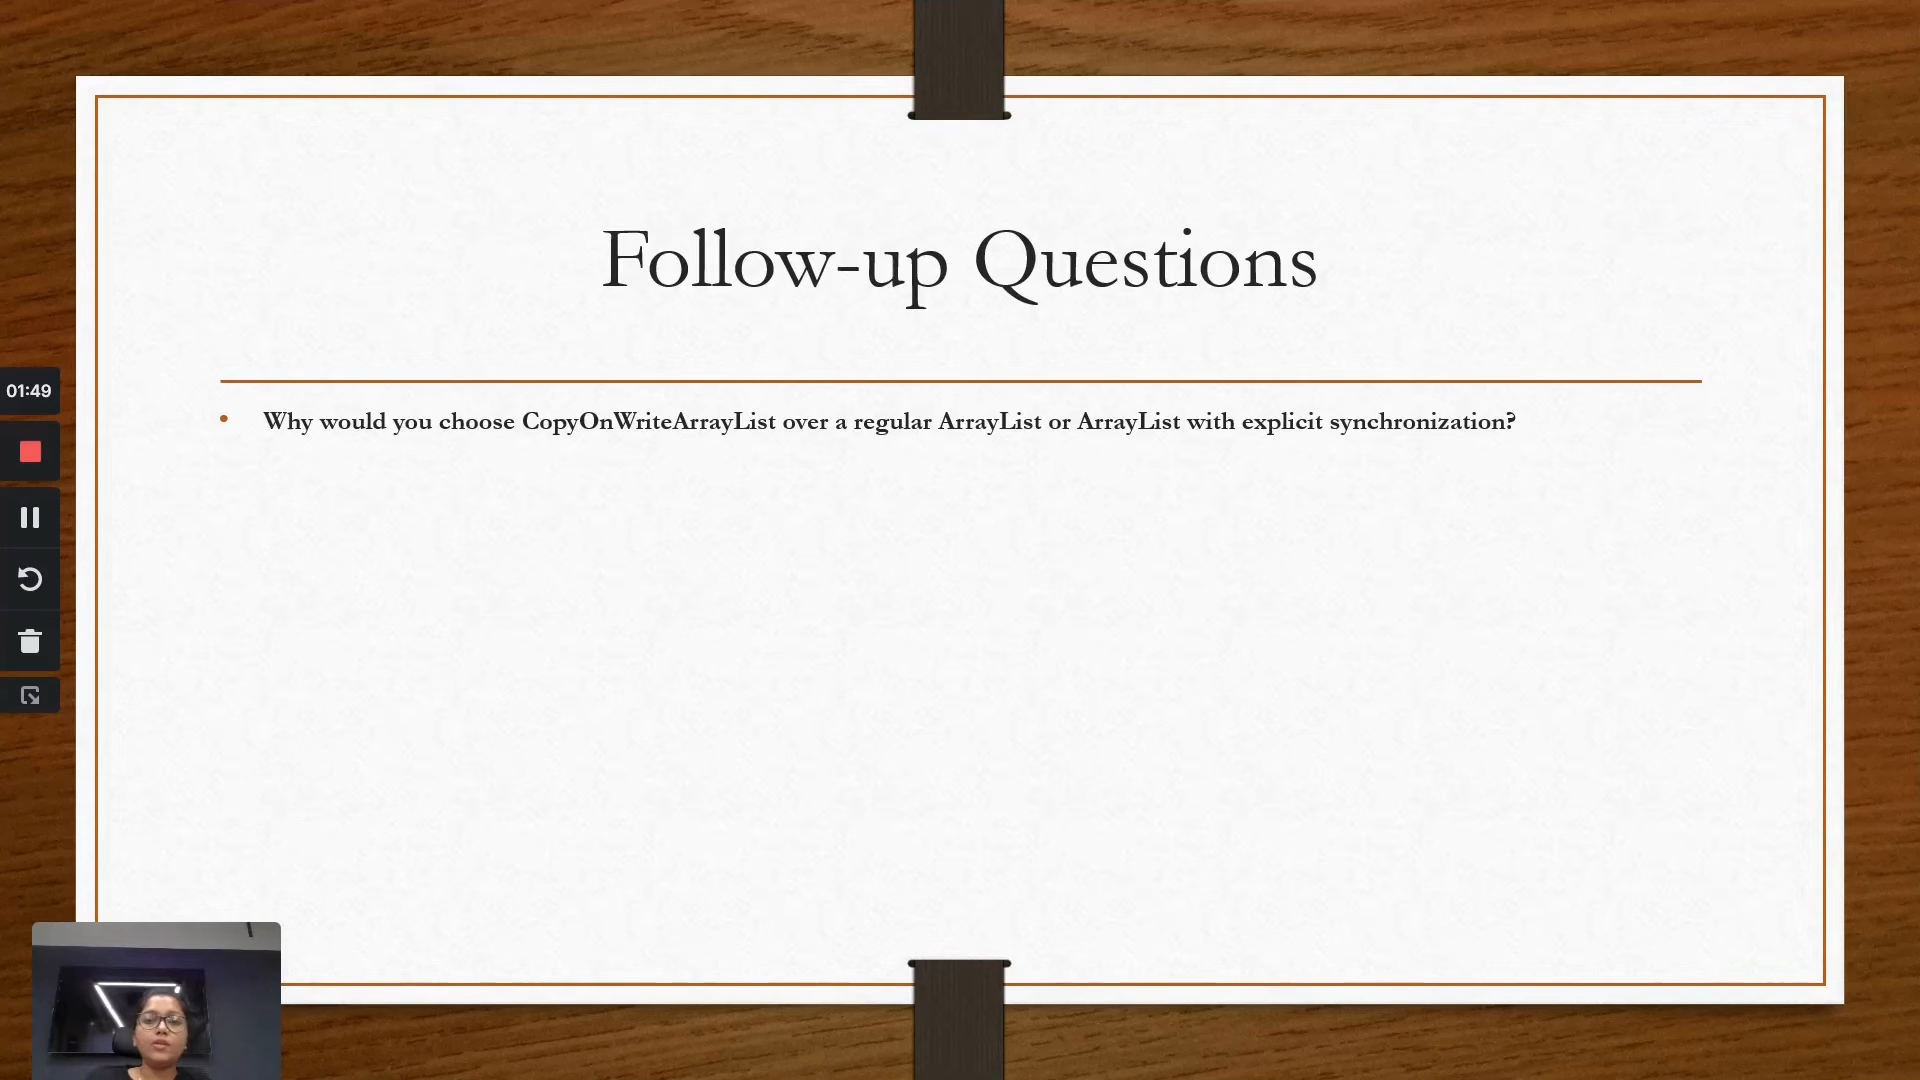 Follow-up Questions
01:49
• Why would you choose CopyOnWriteArrayList over a regular ArrayList or ArrayList with explicit synchronization?